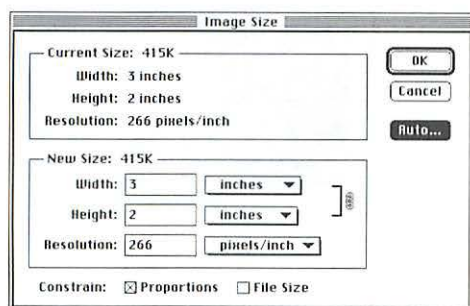 Image Size
Current Size: 415K
Width: 3 inches
Height: 2 inches
Resolution: 266 pixels/inch
OK
Cancel
Auto...
New Size: 415K
Width: 3 inches
Height: 2 inches
Resolution: 266 pixels/inch
Constrain: Proportions File Size